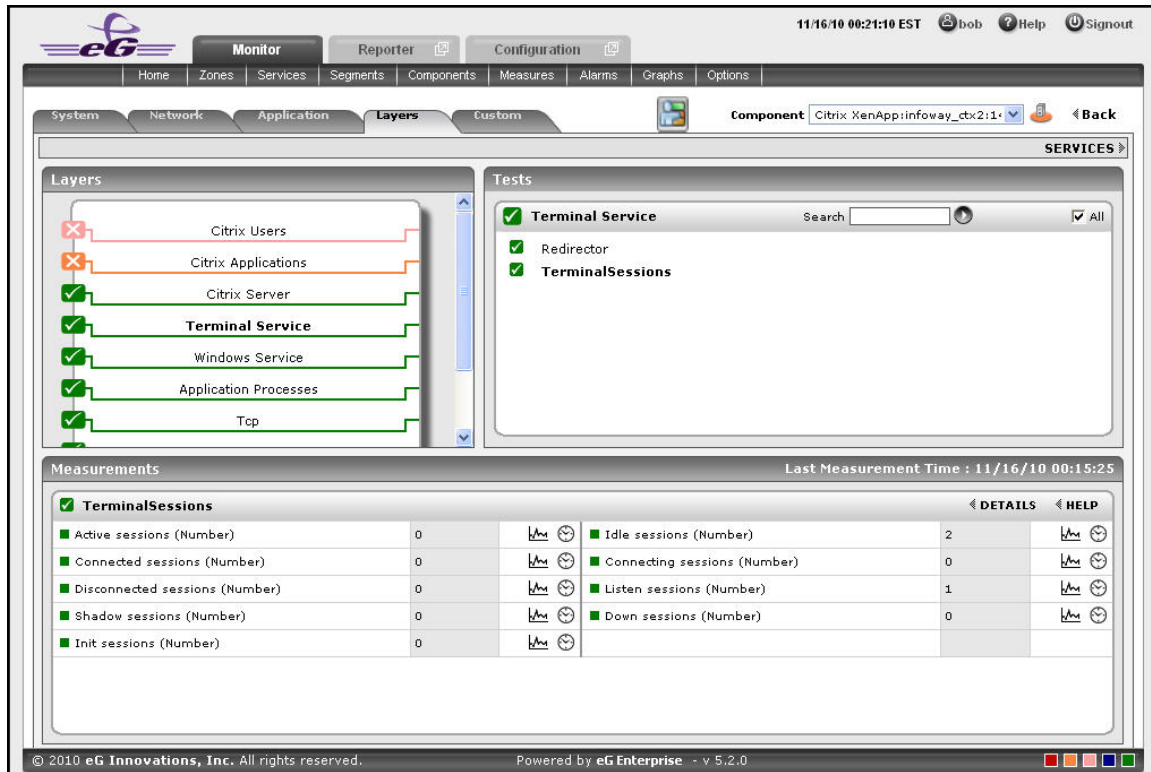 11/16/10 00:21:10 EST bob Help Signout
eG
Monitor Reporter Configuration
Home Zones Services Segments Components Measures Alarms Graphs Options
System Network Application Layers Custom Component Citrix XenApp:infoway_ctx2:1 Back
SERVICES
Layers
Citrix Users
Citrix Applications
Citrix Server
Terminal Service
Windows Service
Application Processes
Tcp
Tests
Terminal Service Search All
Redirector
TerminalSessions
Measurements Last Measurement Time : 11/16/10 00:15:25
TerminalSessions DETAILS HELP
Active sessions (Number) 0 Idle sessions (Number) 2
Connected sessions (Number) 0 Connecting sessions (Number) 0
Disconnected sessions (Number) 0 Listen sessions (Number) 1
Shadow sessions (Number) 0 Down sessions (Number) 0
Init sessions (Number) 0
© 2010 eG Innovations, Inc. All rights reserved. Powered by eG Enterprise - v 5.2.0